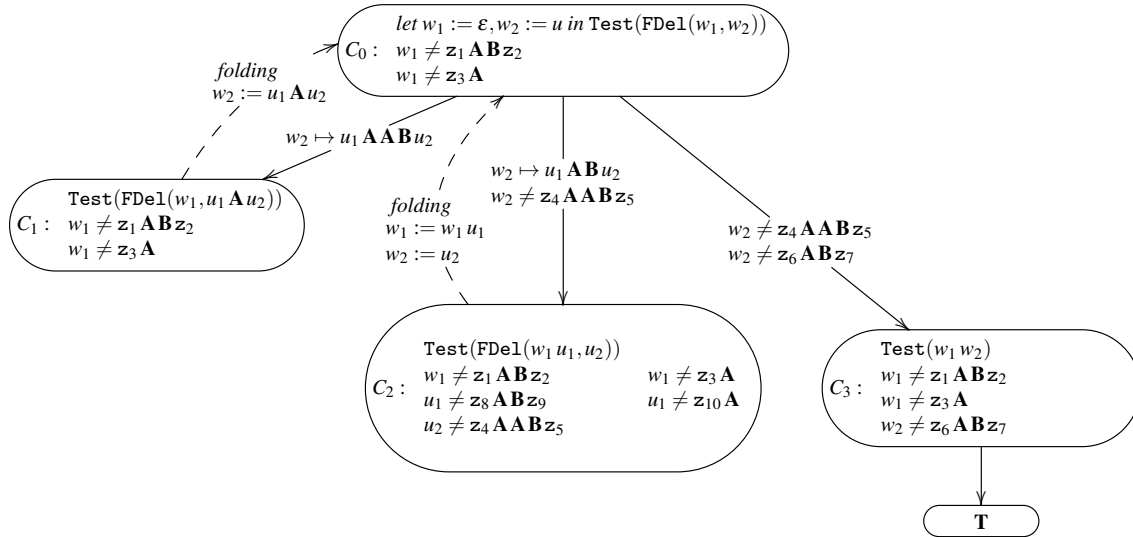 let w₁ := ε, w₂ := u in Test(FDel(w₁, w₂))
C₀ : w₁ ≠ z₁ A B z₂
w₁ ≠ z₃ A
folding
w₂ := u₁ A u₂
w₂ ↦ u₁ A A B u₂
Test(FDel(w₁, u₁ A u₂))
C₁ : w₁ ≠ z₁ A B z₂
w₁ ≠ z₃ A
folding
w₁ := w₁ u₁
w₂ := u₂
w₂ ↦ u₁ A B u₂
w₂ ≠ z₄ A A B z₅
w₂ ≠ z₄ A A B z₅
w₂ ≠ z₆ A B z₇
Test(FDel(w₁ u₁, u₂))
w₁ ≠ z₁ A B z₂ w₁ ≠ z₃ A
C₂ : u₁ ≠ z₈ A B z₉ u₁ ≠ z₁₀ A
u₂ ≠ z₄ A A B z₅
Test(w₁ w₂)
w₁ ≠ z₁ A B z₂
C₃ : w₁ ≠ z₃ A
w₂ ≠ z₆ A B z₇
T